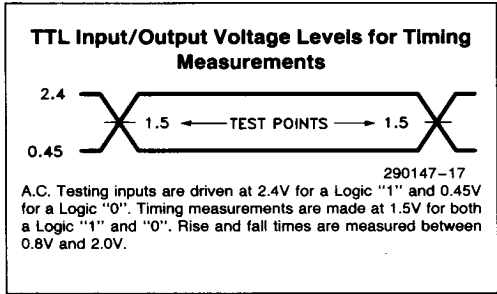 TTL Input/Output Voltage Levels for Timing
Measurements
2.4
1.5 TEST POINTS 1.5
0.45
290147–17
A.C. Testing inputs are driven at 2.4V for a Logic “1” and 0.45V
for a Logic “0”. Timing measurements are made at 1.5V for both
a Logic “1” and “0”. Rise and fall times are measured between
0.8V and 2.0V.